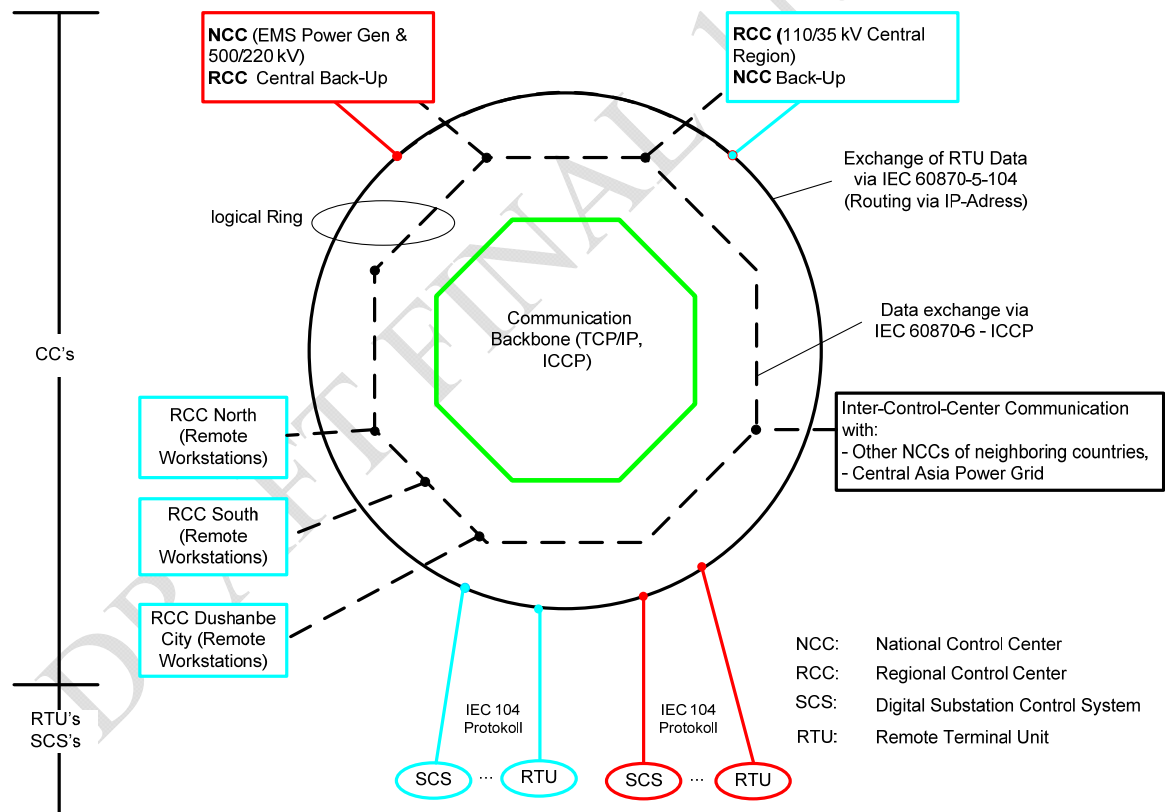 NCC (EMS Power Gen &
500/220 kV)
RCC Central Back-Up
RCC (110/35 kV Central
Region)
NCC Back-Up
Exchange of RTU Data
via IEC 60870-5-104
(Routing via IP-Adress)
logical Ring
Communication
Backbone (TCP/IP,
ICCP)
Data exchange via
IEC 60870-6 - ICCP
CC's
RCC North
(Remote
Workstations)
Inter-Control-Center Communication
with:
- Other NCCs of neighboring countries,
- Central Asia Power Grid
RCC South
(Remote
Workstations)
RCC Dushanbe
City (Remote
Workstations)
NCC: National Control Center
RCC: Regional Control Center
SCS: Digital Substation Control System
RTU: Remote Terminal Unit
RTU's
SCS's
IEC 104
Protokoll
IEC 104
Protokoll
SCS ... RTU
SCS ... RTU
DRAFT FINAL